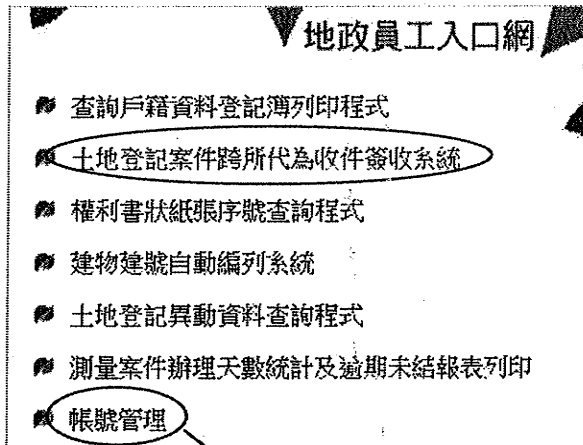 地政員工入口網
查詢戶籍資料登記簿列印程式
土地登記案件跨所代為收件簽收系統
權利書狀紙張序號查詢程式
建物建號自動編列系統
土地登記異動資料查詢程式
測量案件辦理天數統計及逾期未結報表列印
帳號管理